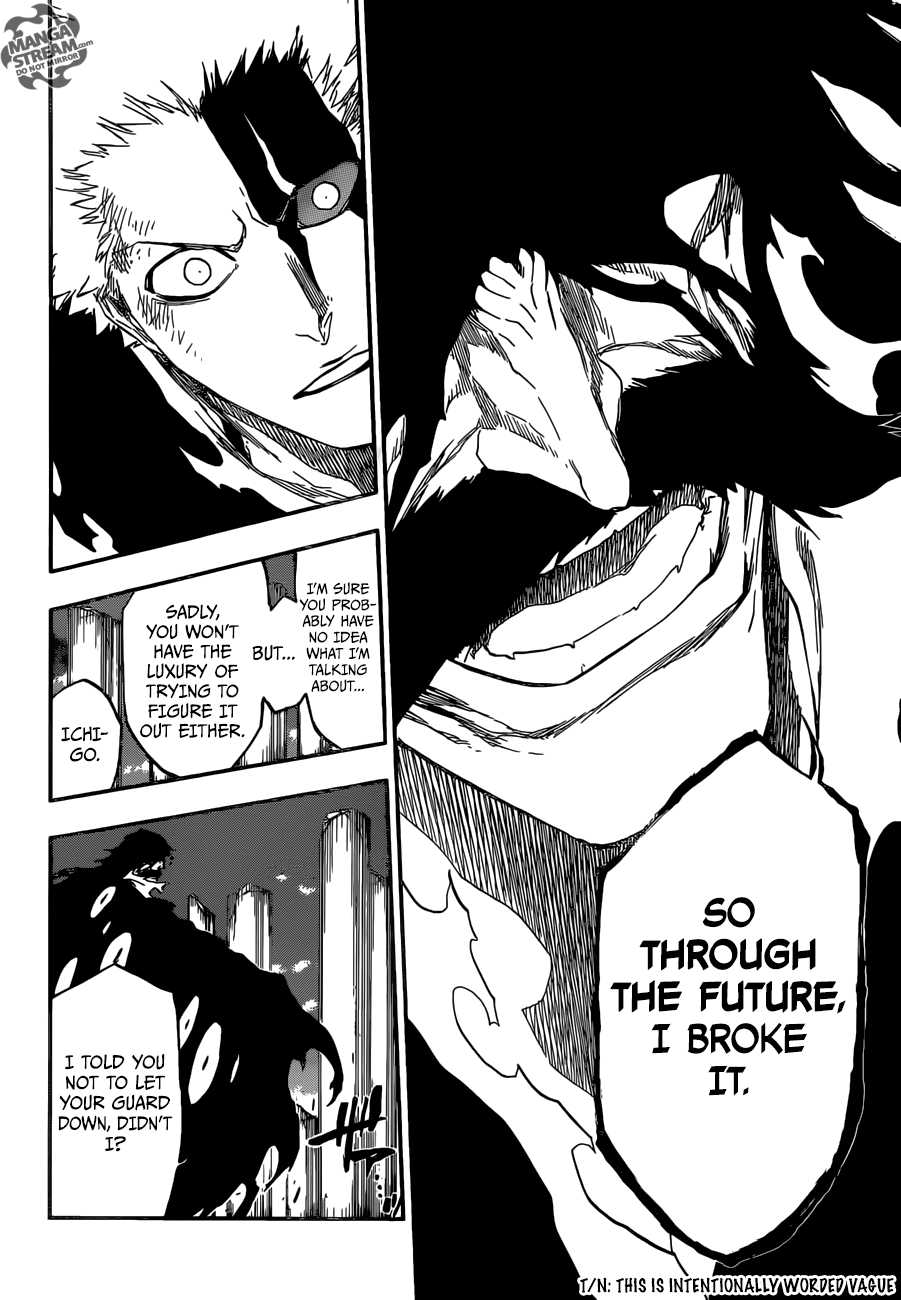 MANGA
STREAM.com
DO NOT MIRROR
SO
THROUGH
THE FUTURE,
I BROKE
IT.
I'M SURE
YOU PROB-
ABLY HAVE
NO IDEA
WHAT I'M
TALKING
ABOUT...
BUT...
SADLY,
YOU WON'T
HAVE THE
LUXURY OF
TRYING TO
FIGURE IT
OUT EITHER.
ICHI-
GO.
I TOLD YOU
NOT TO LET
YOUR GUARD
DOWN, DIDN'T
I?
T/N: THIS IS INTENTIONALLY WORDED VAGUE